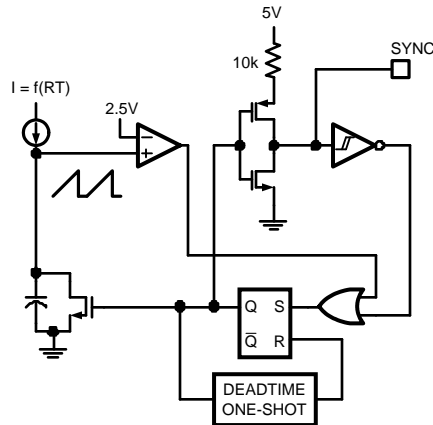 5V
SYNC
10k
I = f(RT)
2.5V
−
+
Q S
Q̅ R
DEADTIME
ONE-SHOT